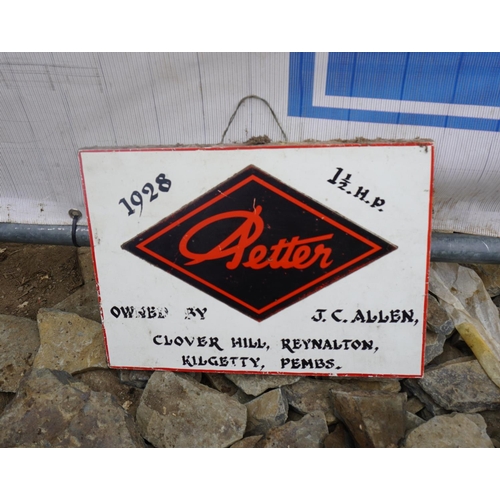 1928
1½ H.P.
Petter
OWNED BY J.C. ALLEN,
CLOVER HILL, REYNALTON,
KILGETTY, PEMBS.